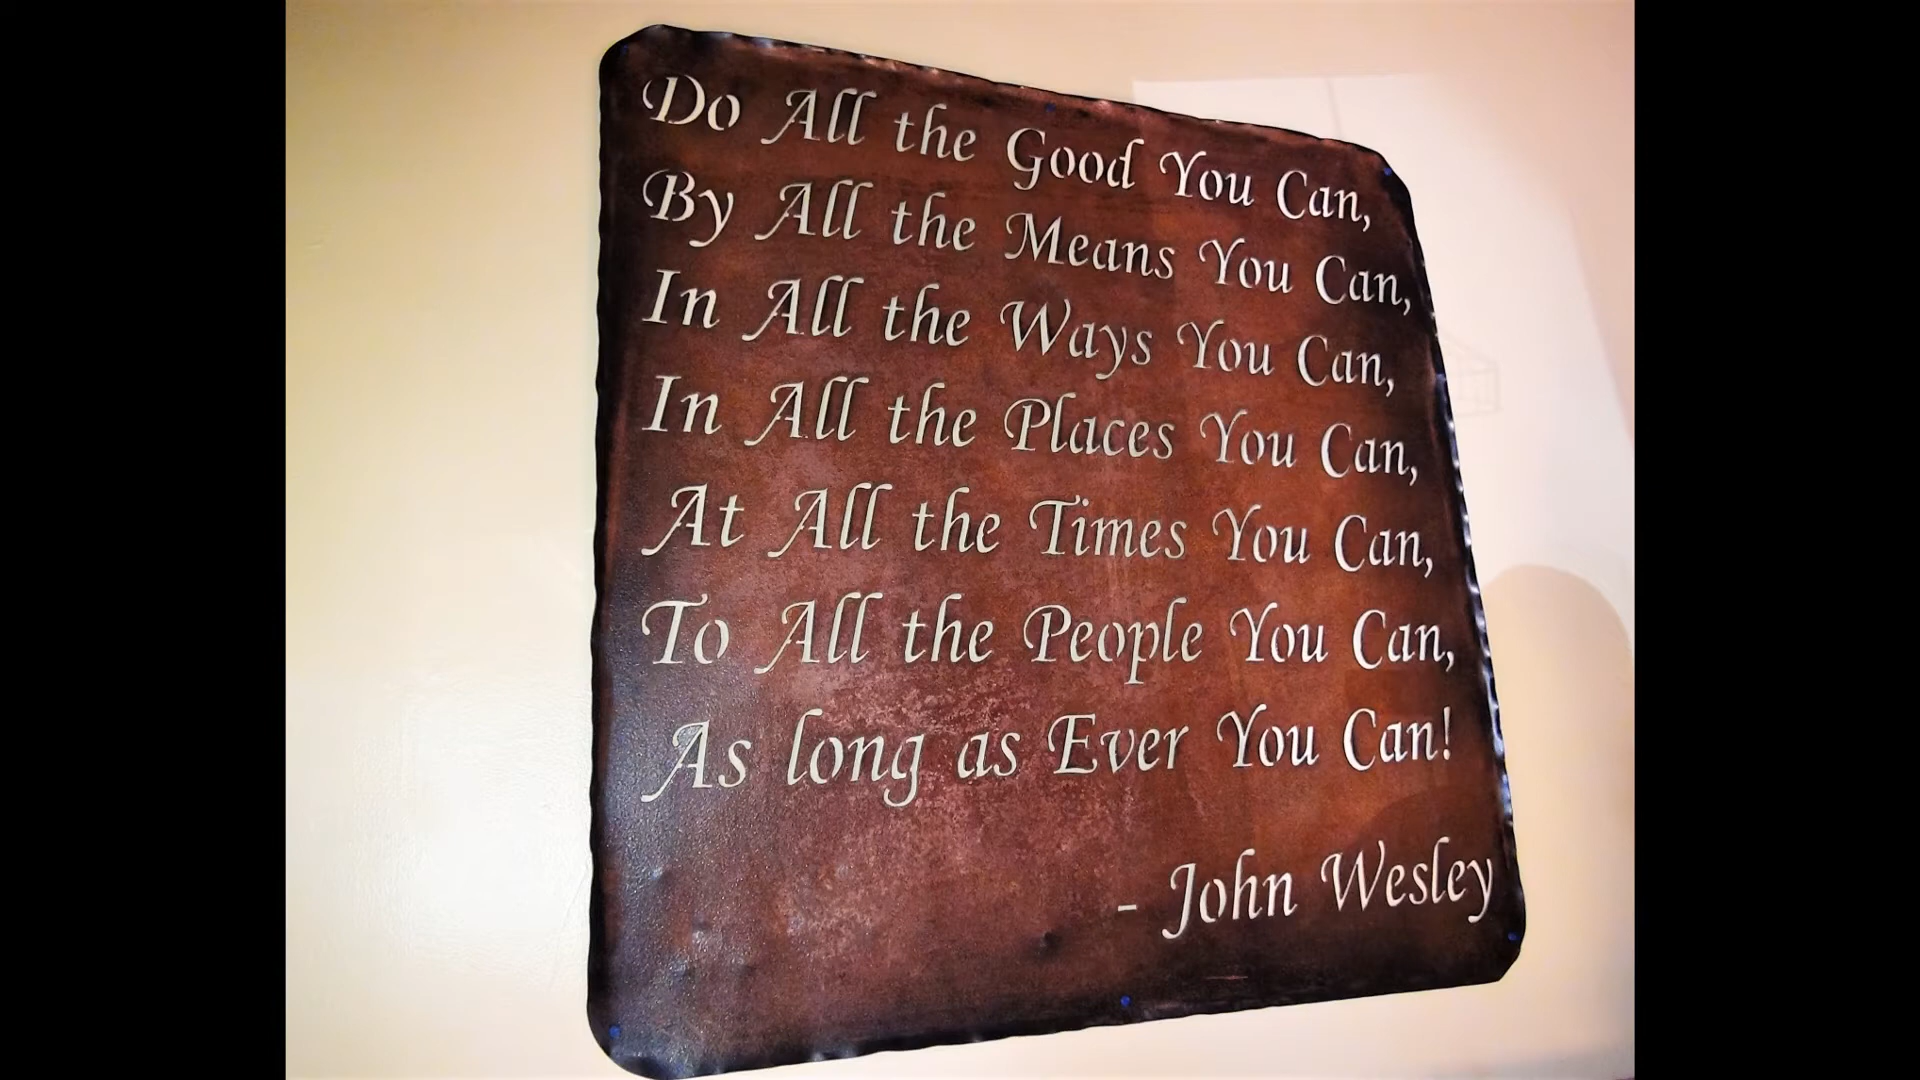 Do All the Good You Can,
By All the Means You Can,
In All the Ways You Can,
In All the Places You Can,
At All the Times You Can,
To All the People You Can,
As long as Ever You Can!
- John Wesley